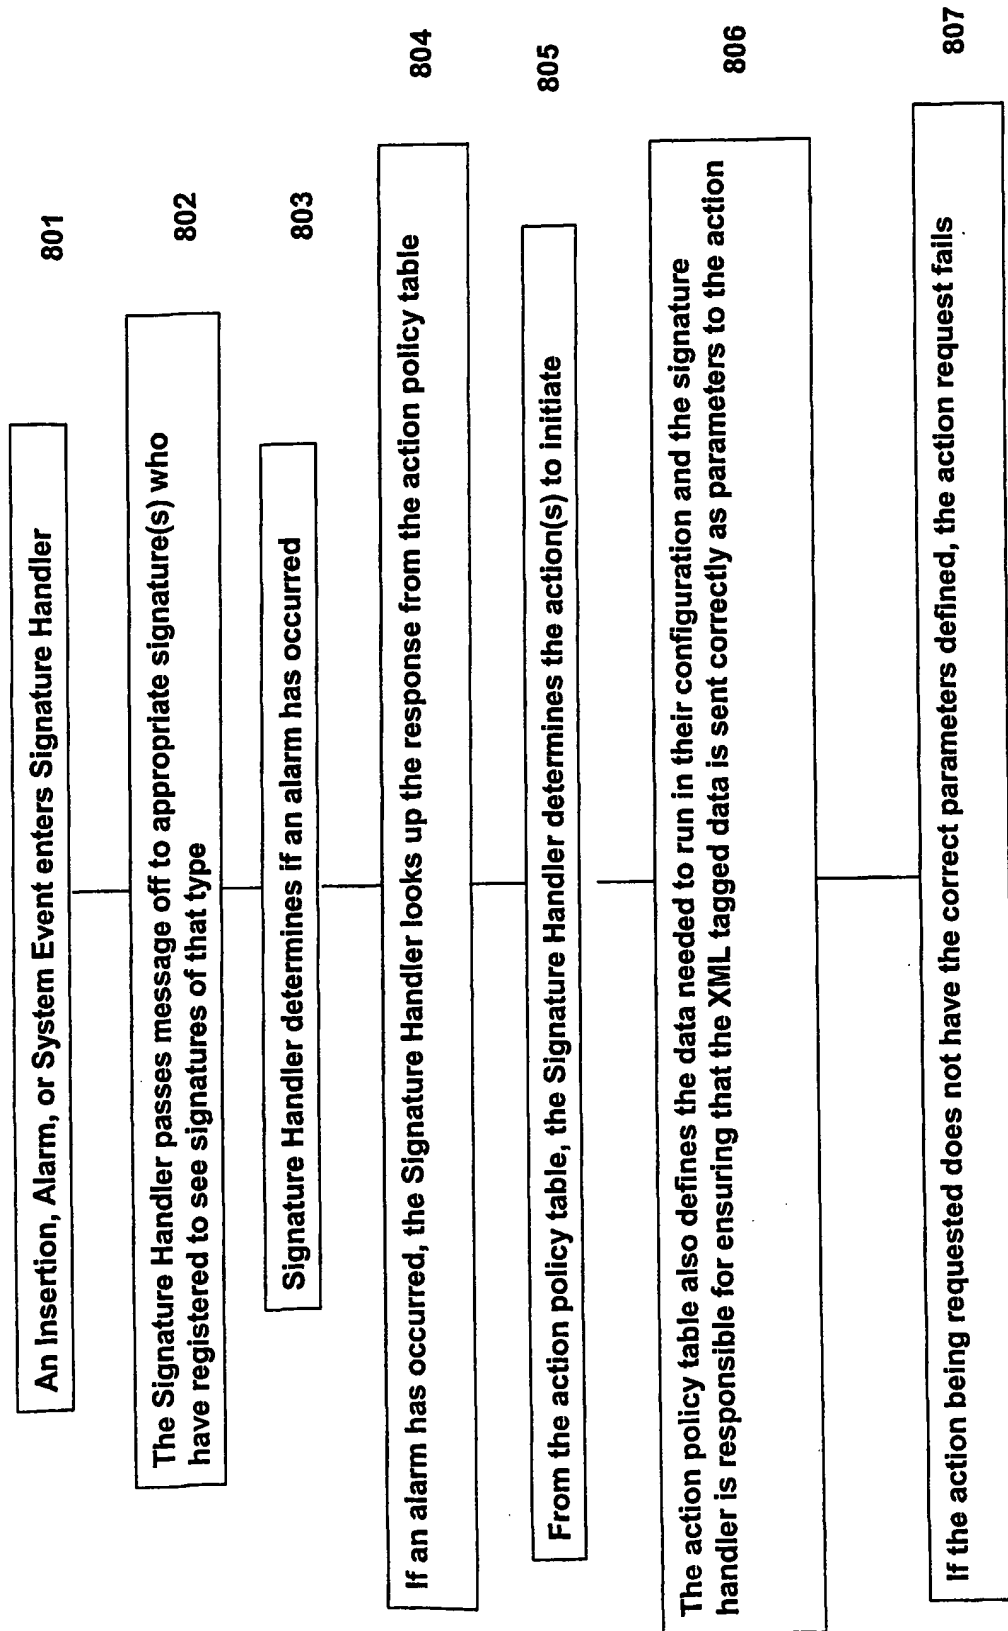 801
An Insertion, Alarm, or System Event enters Signature Handler
802
The Signature Handler passes message off to appropriate signature(s) who
have registered to see signatures of that type
803
Signature Handler determines if an alarm has occurred
804
If an alarm has occurred, the Signature Handler looks up the response from the action policy table
805
From the action policy table, the Signature Handler determines the action(s) to initiate
806
The action policy table also defines the data needed to run in their configuration and the signature
handler is responsible for ensuring that the XML tagged data is sent correctly as parameters to the action
handler
807
If the action being requested does not have the correct parameters defined, the action request fails